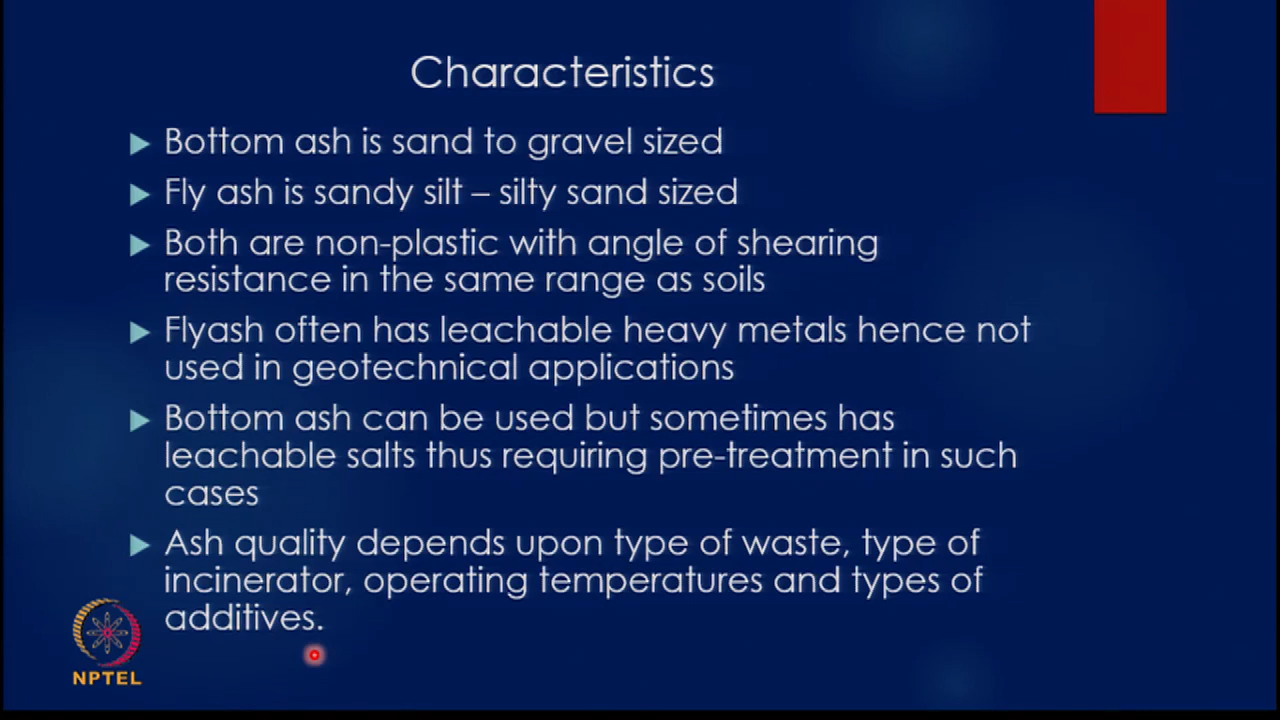 Characteristics
Bottom ash is sand to gravel sized
Fly ash is sandy silt – silty sand sized
Both are non-plastic with angle of shearing
resistance in the same range as soils
Flyash often has leachable heavy metals hence not
used in geotechnical applications
Bottom ash can be used but sometimes has
leachable salts thus requiring pre-treatment in such
cases
Ash quality depends upon type of waste, type of
incinerator, operating temperatures and types of
additives.
NPTEL